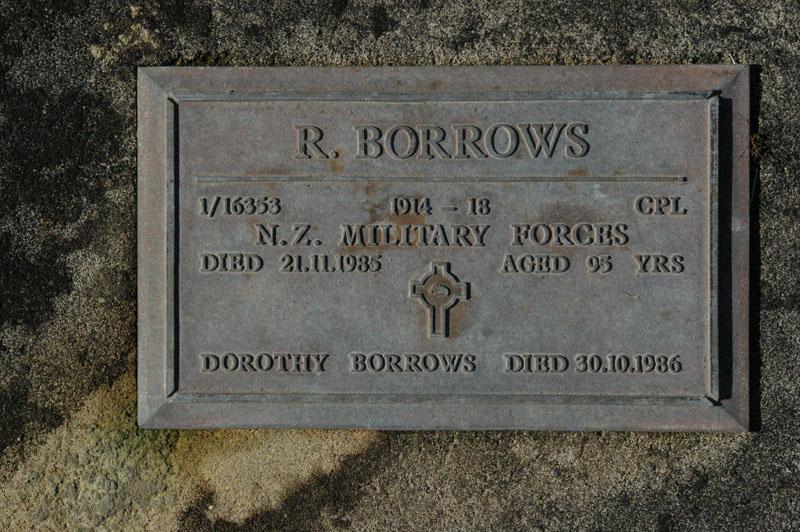 R. BORROWS
1/16353 1914 - 18 CPL
N.Z. MILITARY FORCES
DIED 21.11.1985 AGED 95 YRS
DOROTHY BORROWS DIED 30.10.1986